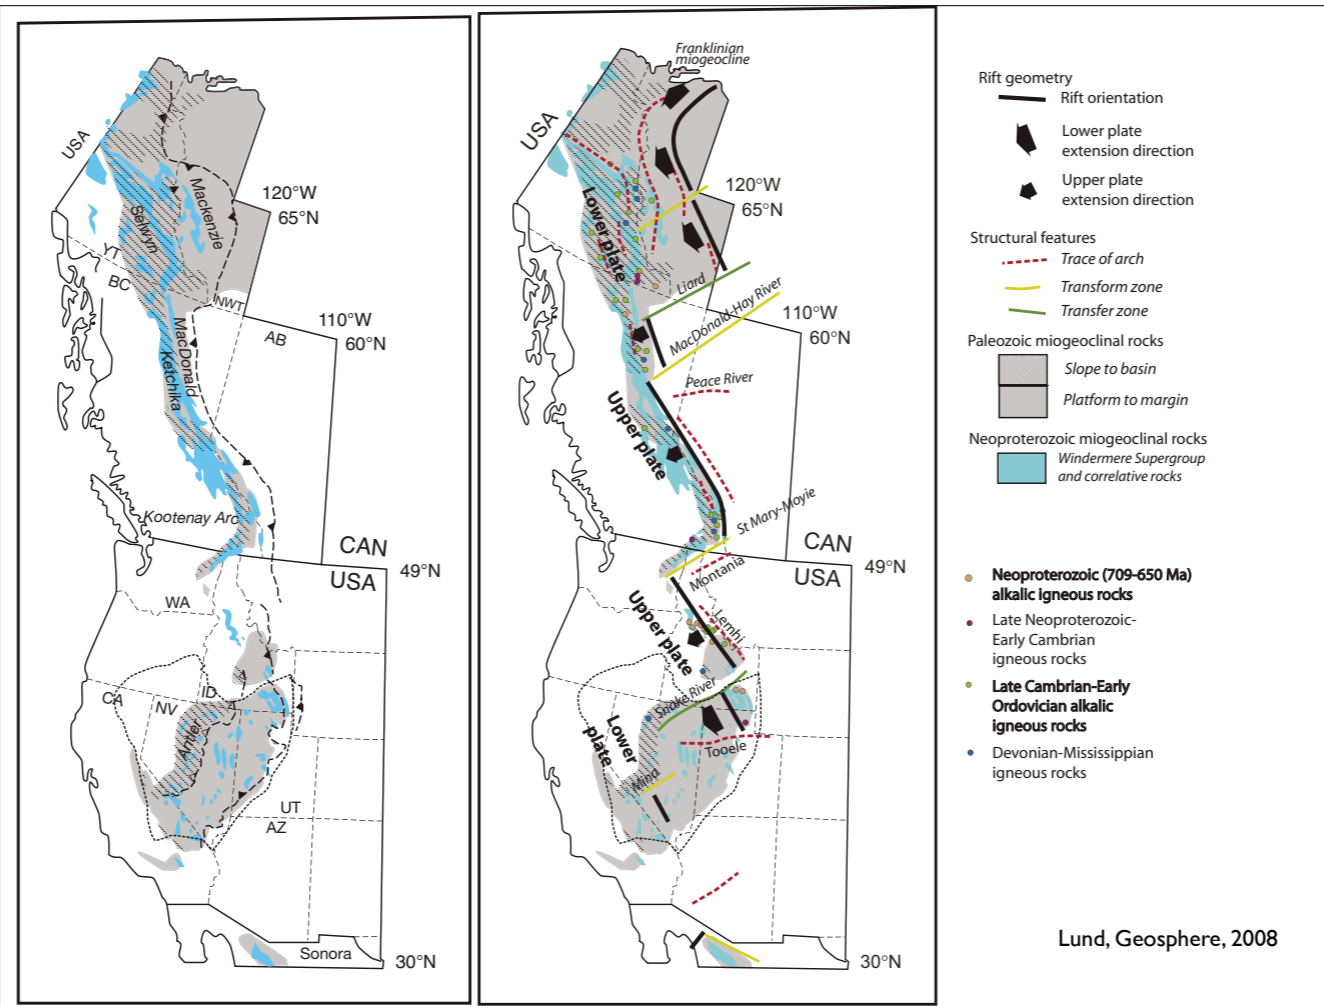 USA
Mackenzie
Selwyn
120°W
65°N
YT
BC
NWT
110°W
60°N
AB
MacDonald
Ketchika
Kootenay Arc
CAN
USA
49°N
WA
CA
NV
ID
Antler
UT
AZ
Sonora
30°N
Franklinian
miogeocline
USA
120°W
65°N
Lower plate
Liard
MacDonald-Hay River
110°W
60°N
Peace River
Upper plate
St Mary-Moyie
CAN
USA
49°N
Montania
Lemhi
Upper plate
Snake River
Lower
plate
Tooele
Mina
30°N
Rift geometry
Rift orientation
Lower plate
extension direction
Upper plate
extension direction
Structural features
Trace of arch
Transform zone
Transfer zone
Paleozoic miogeoclinal rocks
Slope to basin
Platform to margin
Neoproterozoic miogeoclinal rocks
Windermere Supergroup
and correlative rocks
Neoproterozoic (709-650 Ma)
alkalic igneous rocks
Late Neoproterozoic-
Early Cambrian
igneous rocks
Late Cambrian-Early
Ordovician alkalic
igneous rocks
Devonian-Mississippian
igneous rocks
Lund, Geosphere, 2008